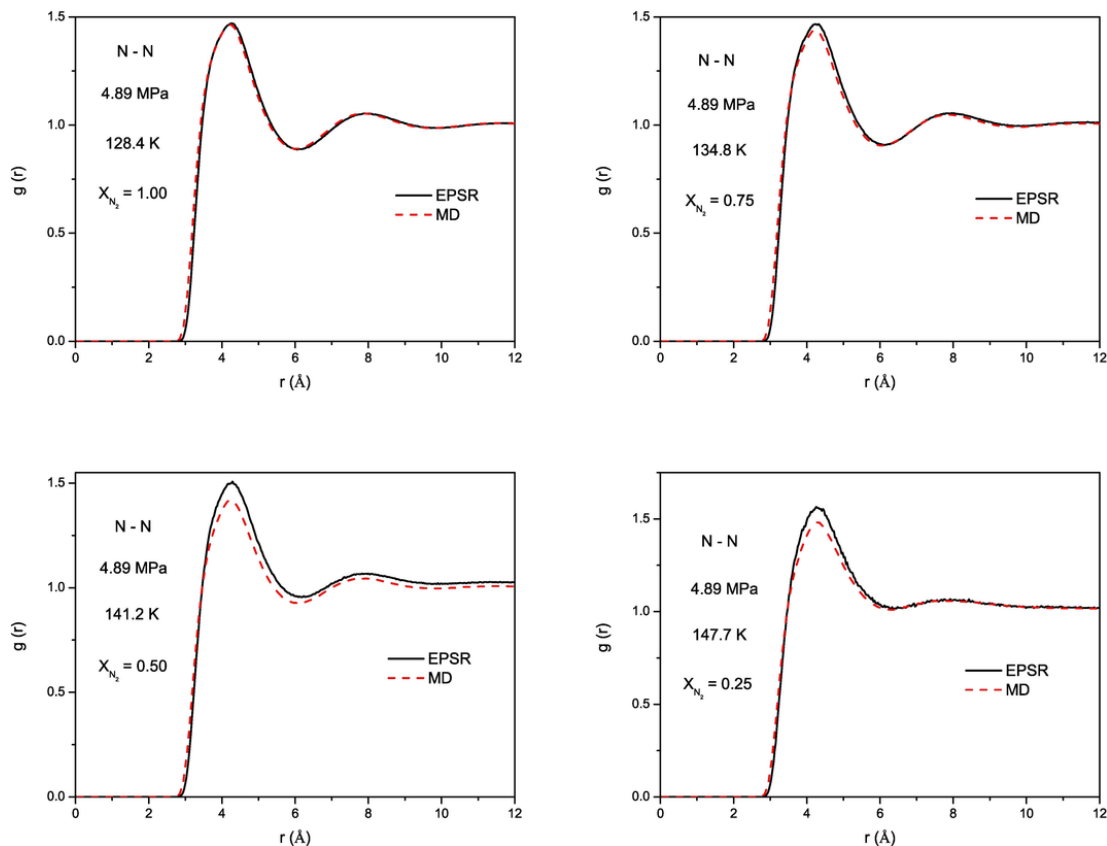 1.5
1.0
0.5
0.0
g (r)
N - N
4.89 MPa
128.4 K
X_N₂ = 1.00
EPSR
MD
0 2 4 6 8 10 12
r (Å)
1.5
1.0
0.5
0.0
g (r)
N - N
4.89 MPa
134.8 K
X_N₂ = 0.75
EPSR
MD
0 2 4 6 8 10 12
r (Å)
1.5
1.0
0.5
0.0
g (r)
N - N
4.89 MPa
141.2 K
X_N₂ = 0.50
EPSR
MD
0 2 4 6 8 10 12
r (Å)
1.5
1.0
0.5
0.0
g (r)
N - N
4.89 MPa
147.7 K
X_N₂ = 0.25
EPSR
MD
0 2 4 6 8 10 12
r (Å)